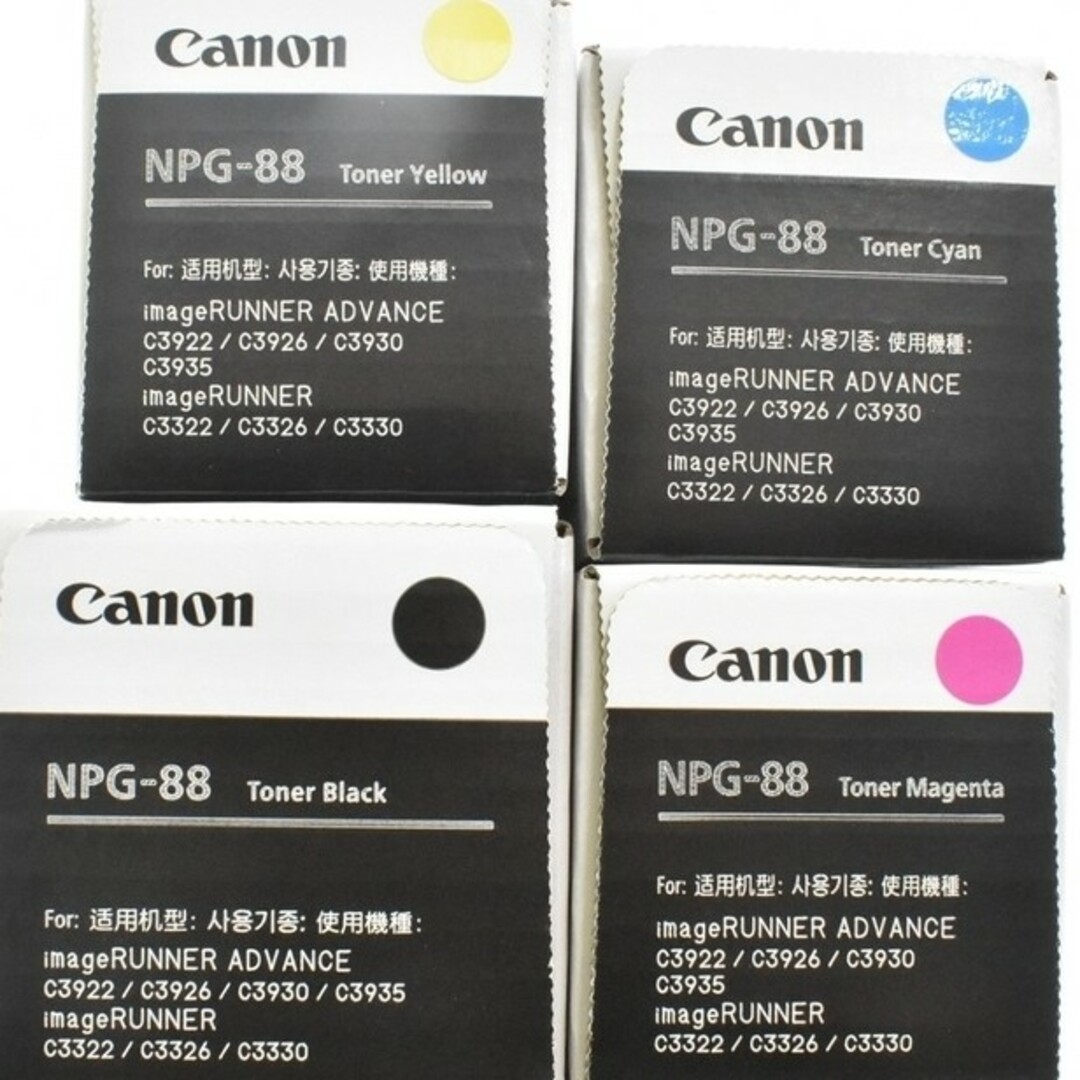 Canon
NPG-88 Toner Yellow
For: 适用机型: 사용기종: 使用機種:
imageRUNNER ADVANCE
C3922 / C3926 / C3930
C3935
imageRUNNER
C3322 / C3326 / C3330
Canon
NPG-88 Toner Cyan
For: 适用机型: 사용기종: 使用機種:
imageRUNNER ADVANCE
C3922 / C3926 / C3930
C3935
imageRUNNER
C3322 / C3326 / C3330
Canon
NPG-88 Toner Black
For: 适用机型: 사용기종: 使用機種:
imageRUNNER ADVANCE
C3922 / C3926 / C3930 / C3935
imageRUNNER
C3322 / C3326 / C3330
Canon
NPG-88 Toner Magenta
For: 适用机型: 사용기종: 使用機種:
imageRUNNER ADVANCE
C3922 / C3926 / C3930
C3935
imageRUNNER
C3322 / C3326 / C3330